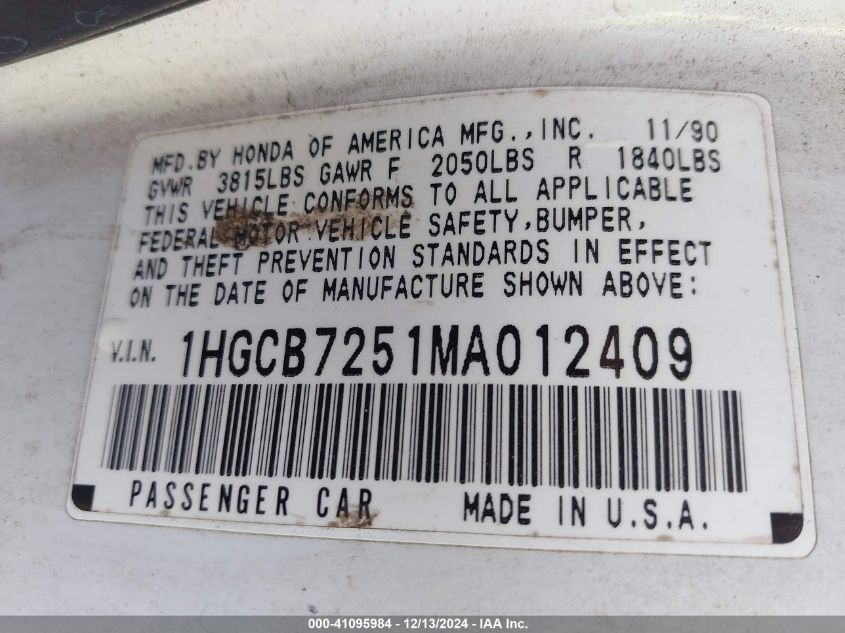 MFD.BY HONDA OF AMERICA MFG.,INC. 11/90
GVWR 3815LBS GAWR F 2050LBS R 1840LBS
THIS VEHICLE CONFORMS TO ALL APPLICABLE
FEDERAL MOTOR VEHICLE SAFETY,BUMPER,
AND THEFT PREVENTION STANDARDS IN EFFECT
ON THE DATE OF MANUFACTURE SHOWN ABOVE:
V.I.N. 1HGCB7251MA012409
PASSENGER CAR MADE IN U.S.A.
000-41095984 - 12/13/2024 - IAA Inc.